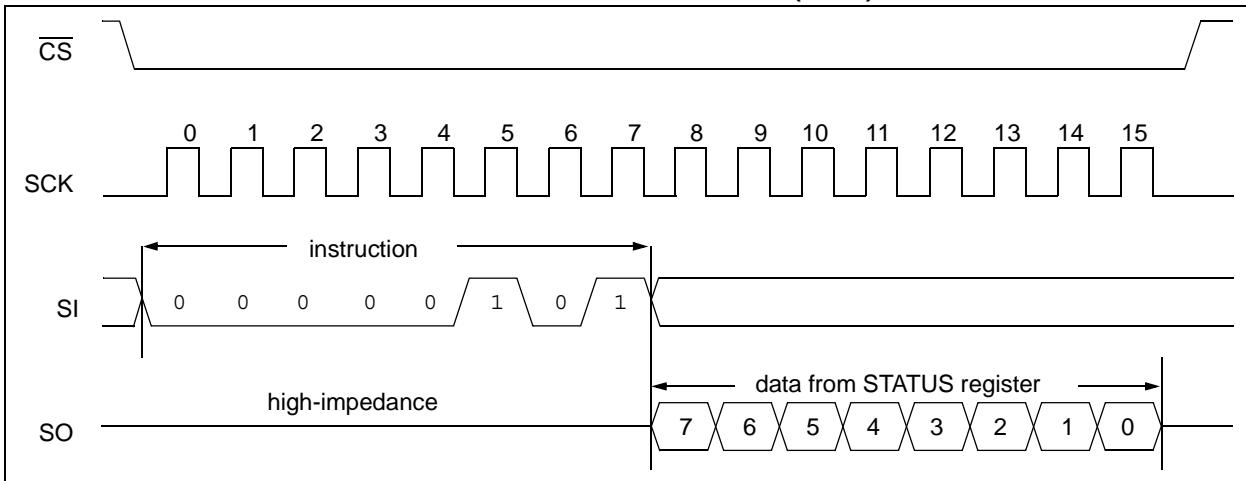 CS
0 1 2 3 4 5 6 7 8 9 10 11 12 13 14 15
SCK
instruction
SI 0 0 0 0 0 1 0 1
data from STATUS register
high-impedance
SO 7 6 5 4 3 2 1 0